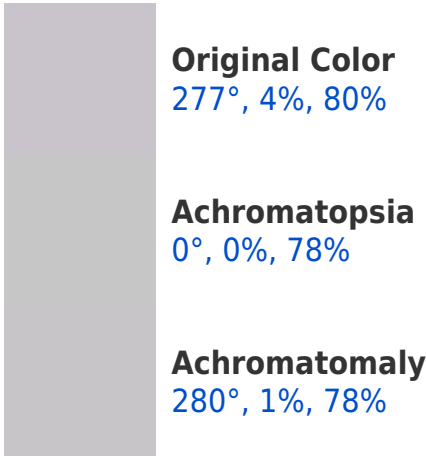 Original Color
277°, 4%, 80%
Achromatopsia
0°, 0%, 78%
Achromatomaly
280°, 1%, 78%